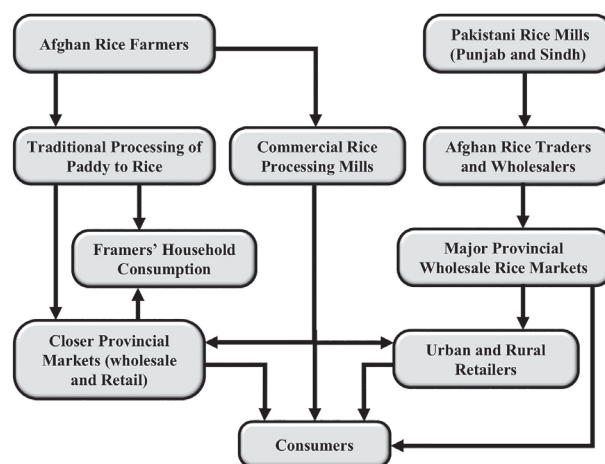 Afghan Rice Farmers
Pakistani Rice Mills
(Punjab and Sindh)
Traditional Processing of
Paddy to Rice
Commercial Rice
Processing Mills
Afghan Rice Traders
and Wholesalers
Framers' Household
Consumption
Major Provincial
Wholesale Rice Markets
Closer Provincial
Markets (wholesale
and Retail)
Urban and Rural
Retailers
Consumers